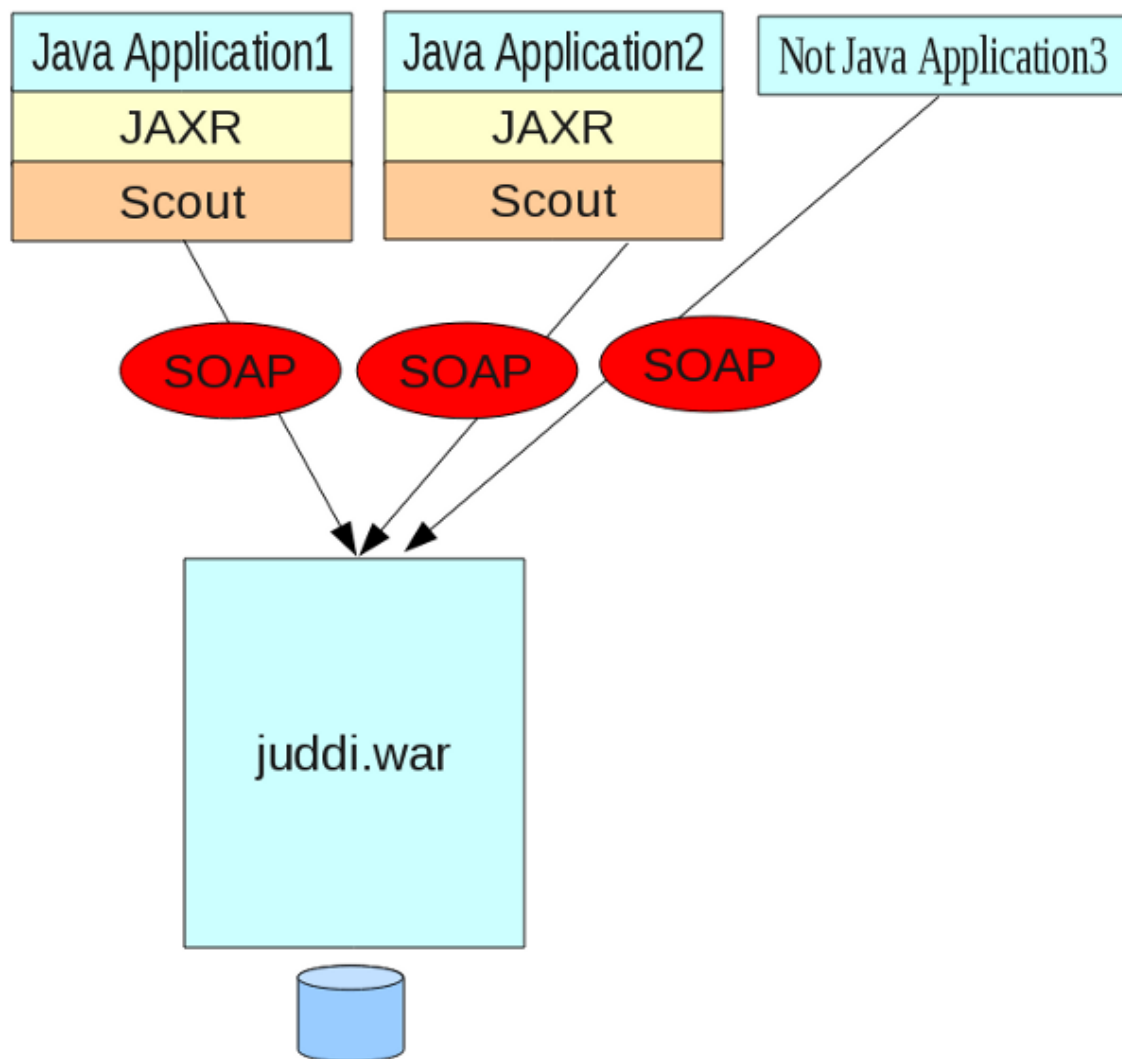 Java Application1
Java Application2
Not Java Application3
JAXR
JAXR
Scout
Scout
SOAP
SOAP
SOAP
juddi.war